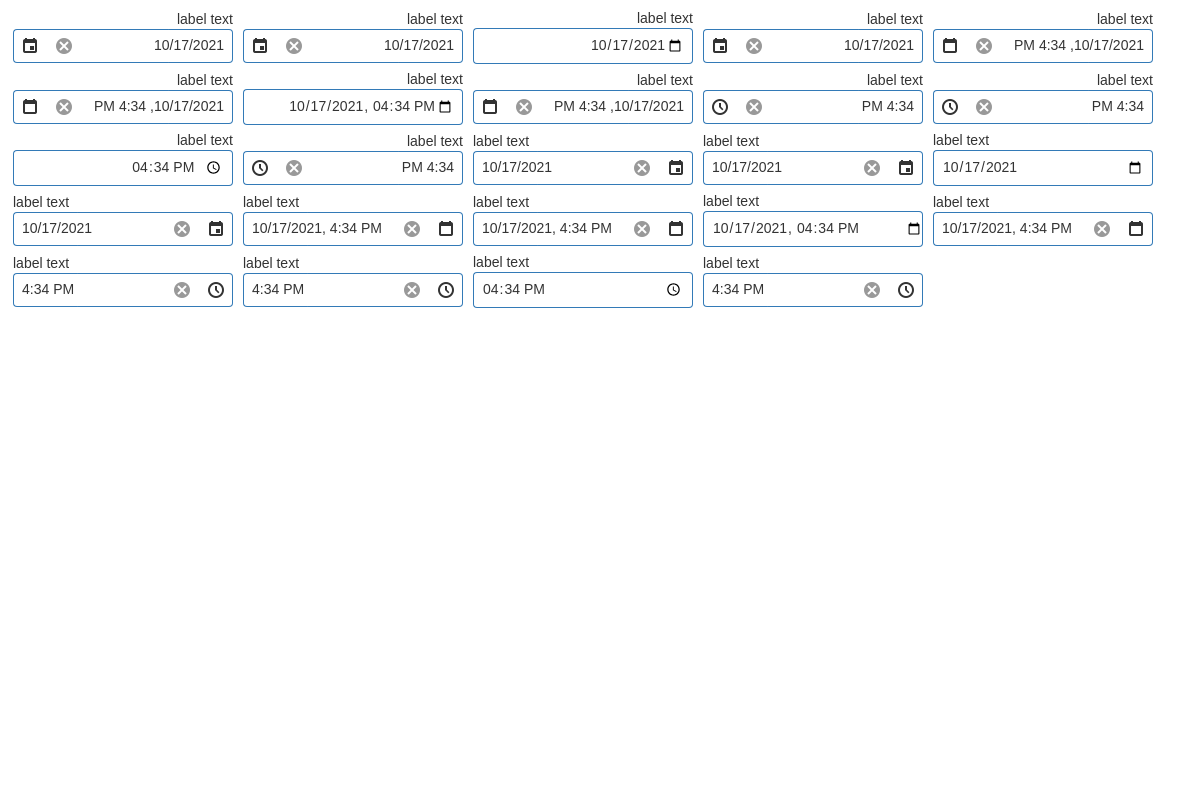 label text
10/17/2021
label text
10/17/2021
label text
10/17/2021
label text
10/17/2021
label text
PM 4:34 ,10/17/2021
label text
PM 4:34 ,10/17/2021
label text
10/17/2021, 04:34 PM
label text
PM 4:34 ,10/17/2021
label text
PM 4:34
label text
PM 4:34
label text
04:34 PM
label text
PM 4:34
label text
10/17/2021
label text
10/17/2021
label text
10/17/2021
label text
10/17/2021
label text
10/17/2021, 4:34 PM
label text
10/17/2021, 4:34 PM
label text
10/17/2021, 04:34 PM
label text
10/17/2021, 4:34 PM
label text
4:34 PM
label text
4:34 PM
label text
04:34 PM
label text
4:34 PM